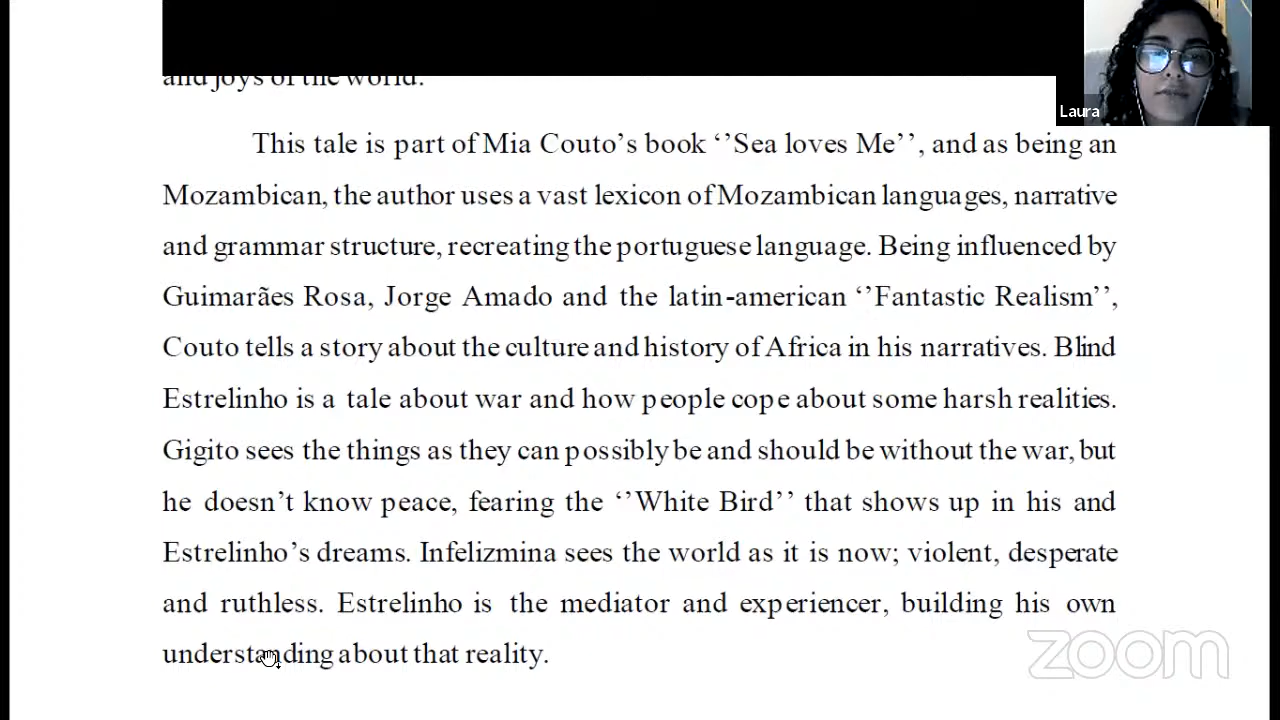 and joys of the world.
Laura
This tale is part of Mia Couto’s book ‘’Sea loves Me’’, and as being an
Mozambican, the author uses a vast lexicon of Mozambican languages, narrative
and grammar structure, recreating the portuguese language. Being influenced by
Guimarães Rosa, Jorge Amado and the latin-american ‘’Fantastic Realism’’,
Couto tells a story about the culture and history of Africa in his narratives. Blind
Estrelinho is a tale about war and how people cope about some harsh realities.
Gigito sees the things as they can possibly be and should be without the war, but
he doesn’t know peace, fearing the ‘’White Bird’’ that shows up in his and
Estrelinho’s dreams. Infelizmina sees the world as it is now; violent, desperate
and ruthless. Estrelinho is the mediator and experiencer, building his own
understanding about that reality.
zoom